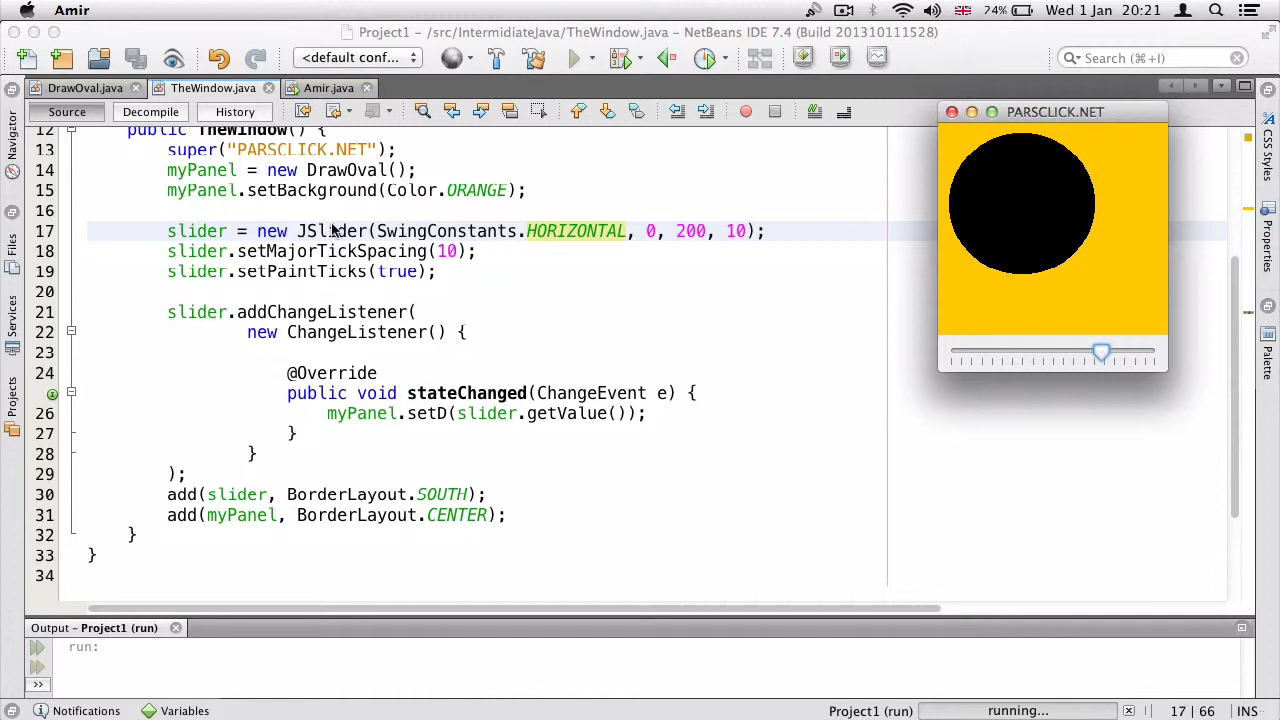 Amir
24%
Wed 1 Jan 20:21
Project1 - /src/IntermidiateJava/TheWindow.java - NetBeans IDE 7.4 (Build 201310111528)
<default conf...
Search (⌘+I)
DrawOval.java
TheWindow.java
Amir.java
Source
Decompile
History
PARSCLICK.NET
Navigator
Files
Services
Projects
CSS Styles
Palette
12 public TheWindow() {
13 super("PARSCLICK.NET");
14 myPanel = new DrawOval();
15 myPanel.setBackground(Color.ORANGE);
16
17 slider = new JSlider(SwingConstants.HORIZONTAL, 0, 200, 10);
18 slider.setMajorTickSpacing(10);
19 slider.setPaintTicks(true);
20
21 slider.addChangeListener(
22 new ChangeListener() {
23
24 @Override
public void stateChanged(ChangeEvent e) {
26 myPanel.setD(slider.getValue());
27 }
28 }
29 );
30 add(slider, BorderLayout.SOUTH);
31 add(myPanel, BorderLayout.CENTER);
32 }
33 }
34
Output - Project1 (run)
run:
Notifications
Variables
Project1 (run)
running...
17 | 66
INS